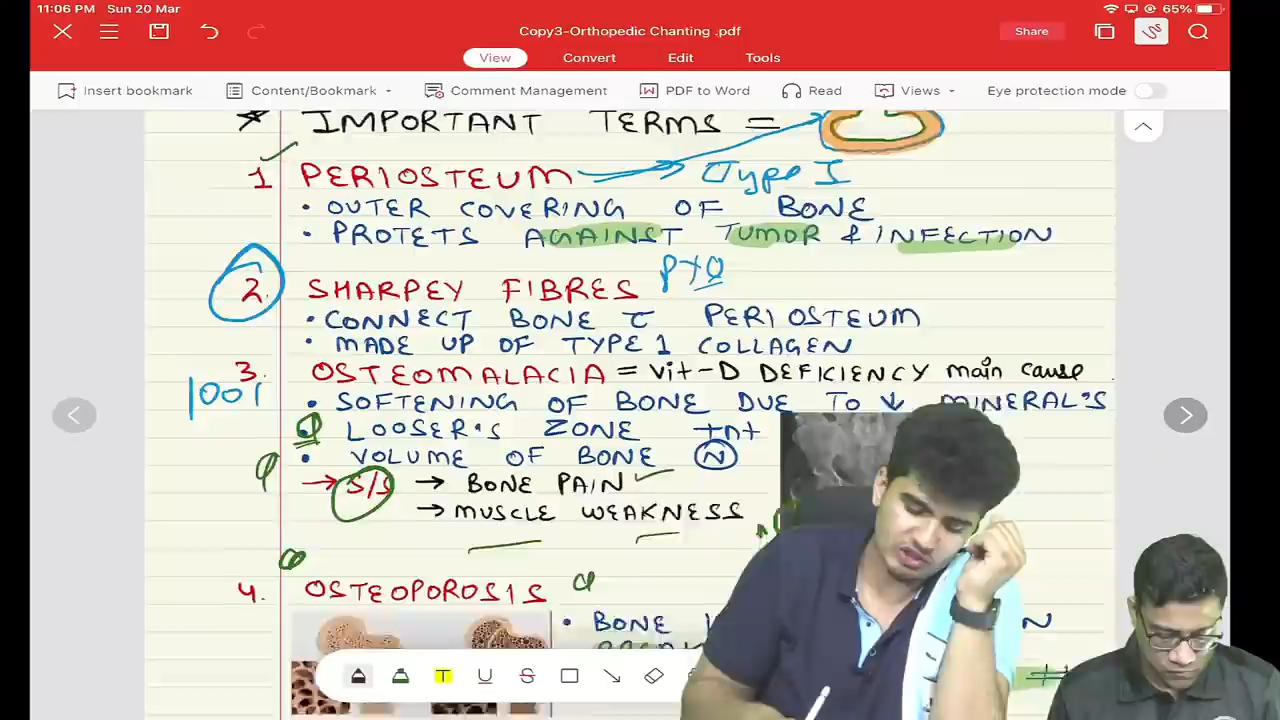 11:06 PM Sun 20 Mar 65%
Copy3-Orthopedic Chanting .pdf
Share
View Convert Edit Tools
Insert bookmark Content/Bookmark Comment Management PDF to Word Read Views Eye protection mode
* IMPORTANT TERMS =
1 PERIOSTEUM Type I
• OUTER COVERING OF BONE
• PROTETS AGAINST TUMOR & INFECTION
2. SHARPEY FIBRES PYQ
• CONNECT BONE PERIOSTEUM
• MADE UP OF TYPE 1 COLLAGEN
3. OSTEOMALACIA = Vit-D DEFICIENCY main cause
1001
• SOFTENING OF BONE DUE TO ↓ MINERAL'S
• LOOSER'S ZONE +nt
• VOLUME OF BONE N
→ S/S → BONE PAIN
→ MUSCLE WEAKNESS
4. OSTEOPOROSIS
• BONE
T U S